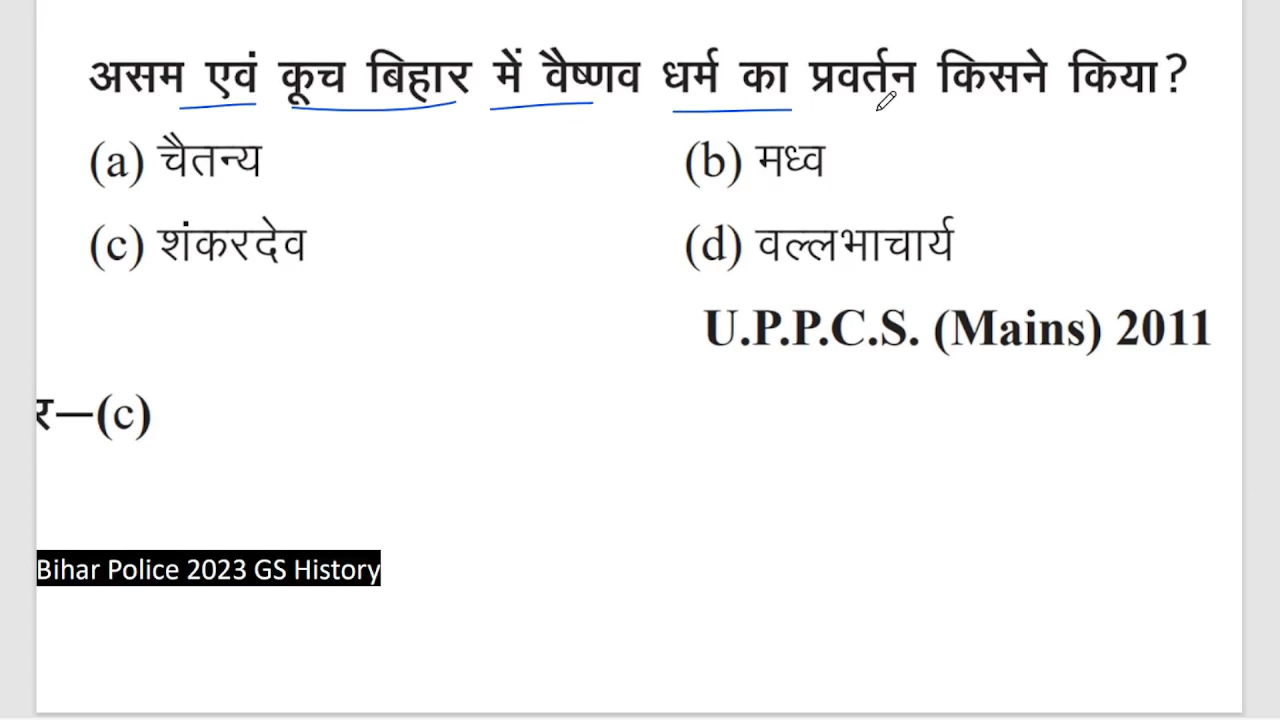 असम एवं कूच बिहार में वैष्णव धर्म का प्रवर्तन किसने किया?
(a) चैतन्य (b) मध्व
(c) शंकरदेव (d) वल्लभाचार्य
U.P.P.C.S. (Mains) 2011
र—(c)
Bihar Police 2023 GS History